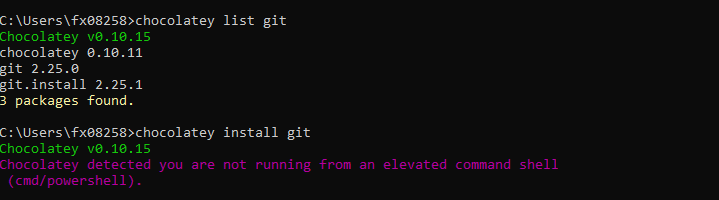 C:\Users\fx08258>chocolatey list git
Chocolatey v0.10.15
chocolatey 0.10.11
git 2.25.0
git.install 2.25.1
3 packages found.
C:\Users\fx08258>chocolatey install git
Chocolatey v0.10.15
Chocolatey detected you are not running from an elevated command shell
(cmd/powershell).